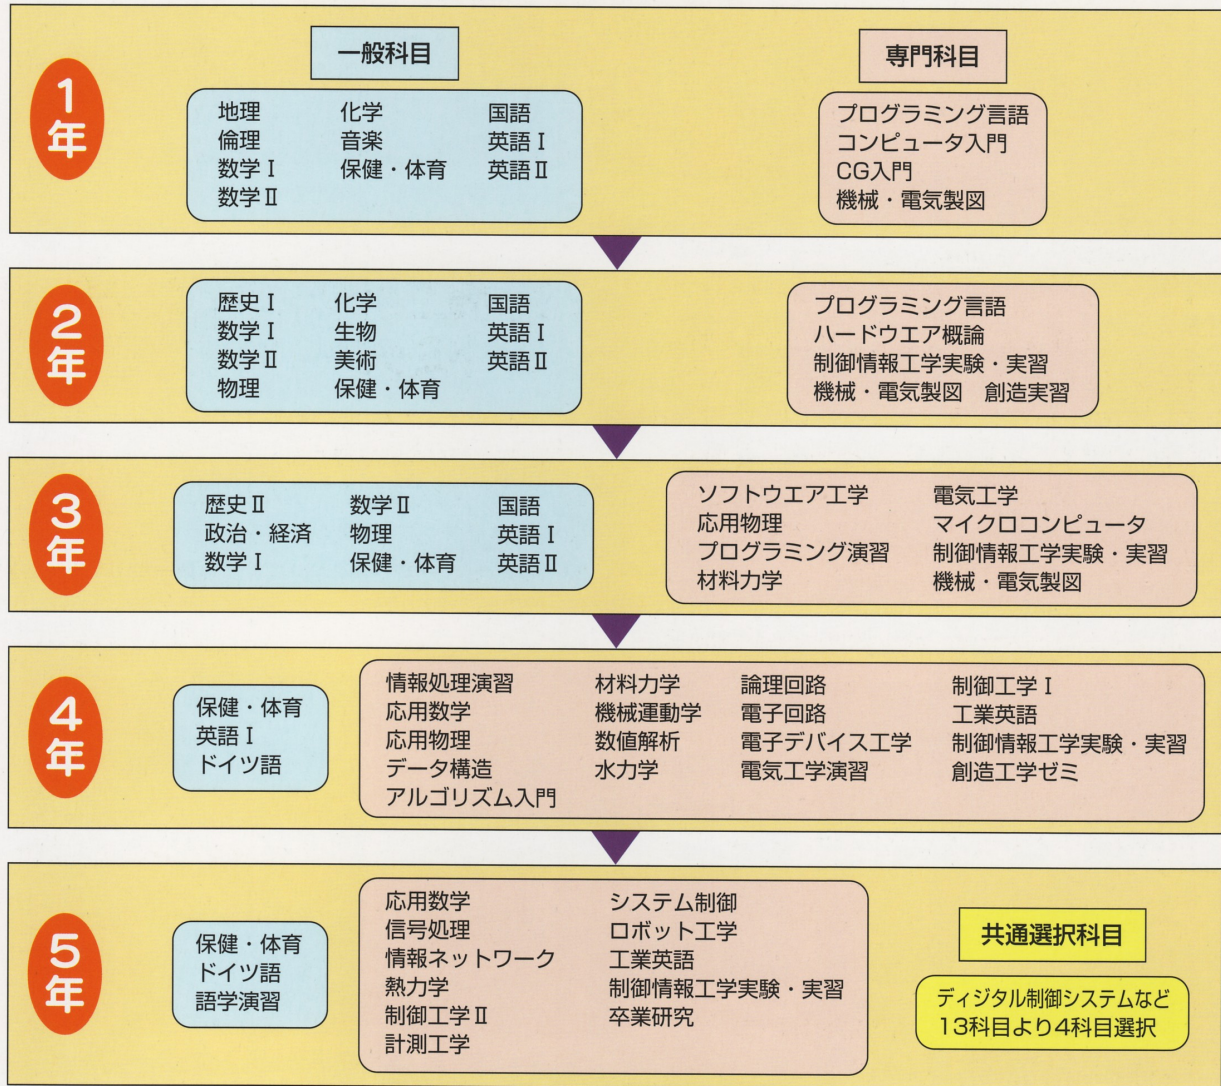 1年
一般科目
地理 化学 国語
倫理 音楽 英語Ⅰ
数学Ⅰ 保健・体育 英語Ⅱ
数学Ⅱ
専門科目
プログラミング言語
コンピュータ入門
CG入門
機械・電気製図
2年
歴史Ⅰ 化学 国語
数学Ⅰ 生物 英語Ⅰ
数学Ⅱ 美術 英語Ⅱ
物理 保健・体育
プログラミング言語
ハードウエア概論
制御情報工学実験・実習
機械・電気製図 創造実習
3年
歴史Ⅱ 数学Ⅱ 国語
政治・経済 物理 英語Ⅰ
数学Ⅰ 保健・体育 英語Ⅱ
ソフトウエア工学 電気工学
応用物理 マイクロコンピュータ
プログラミング演習 制御情報工学実験・実習
材料力学 機械・電気製図
4年
保健・体育
英語Ⅰ
ドイツ語
情報処理演習 材料力学 論理回路 制御工学Ⅰ
応用数学 機械運動学 電子回路 工業英語
応用物理 数値解析 電子デバイス工学 制御情報工学実験・実習
データ構造 水力学 電気工学演習 創造工学ゼミ
アルゴリズム入門
5年
保健・体育
ドイツ語
語学演習
応用数学 システム制御
信号処理 ロボット工学
情報ネットワーク 工業英語
熱力学 制御情報工学実験・実習
制御工学Ⅱ 卒業研究
計測工学
共通選択科目
ディジタル制御システムなど
13科目より4科目選択